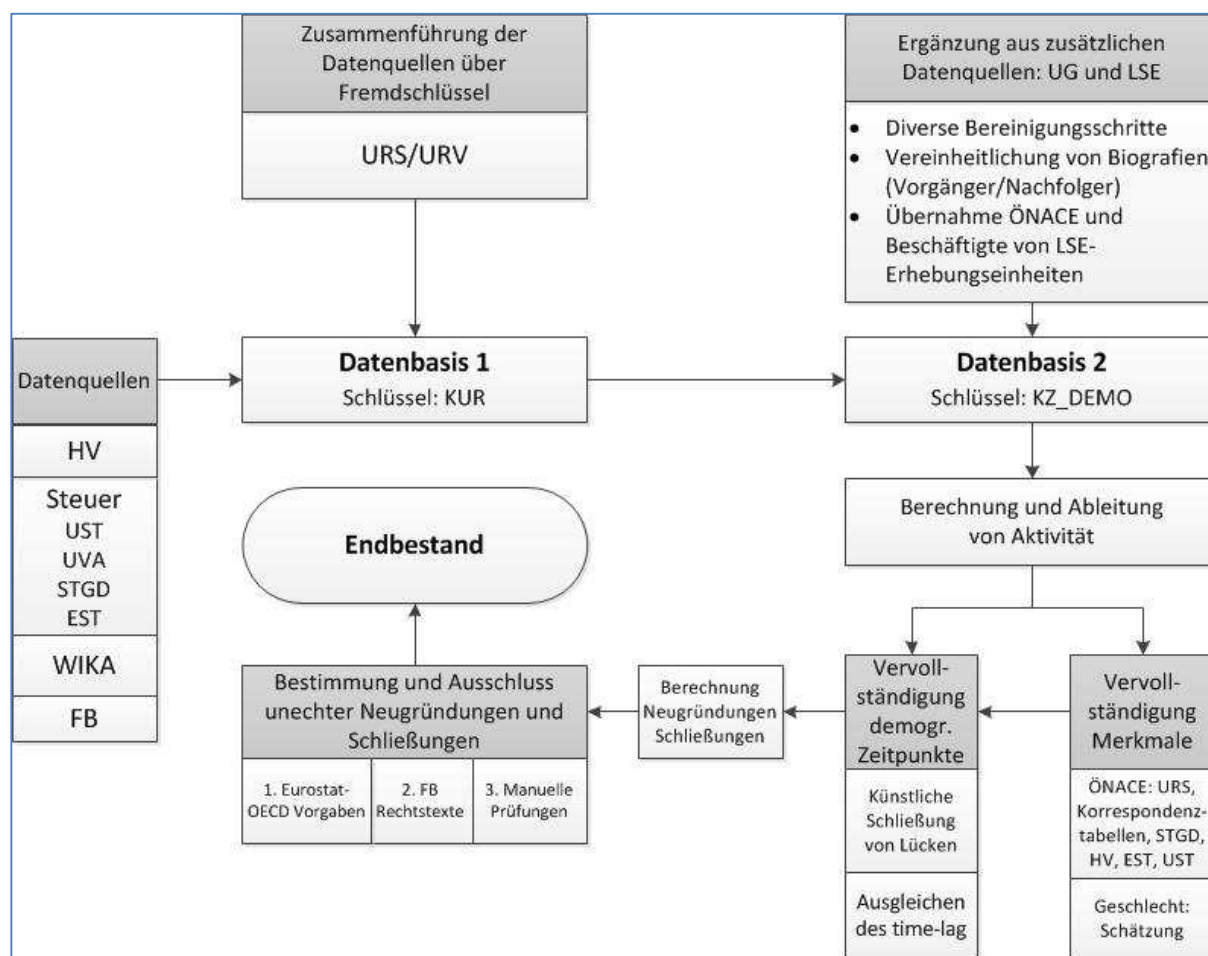 Zusammenführung der
Datenquellen über
Fremdschlüssel
URS/URV
Ergänzung aus zusätzlichen
Datenquellen: UG und LSE
• Diverse Bereinigungsschritte
• Vereinheitlichung von Biografien
(Vorgänger/Nachfolger)
• Übernahme ÖNACE und
Beschäftigte von LSE-
Erhebungseinheiten
Datenquellen
HV
Steuer
UST
UVA
STGD
EST
WIKA
FB
Datenbasis 1
Schlüssel: KUR
Datenbasis 2
Schlüssel: KZ_DEMO
Berechnung und Ableitung
von Aktivität
Endbestand
Bestimmung und Ausschluss
unechter Neugründungen und
Schließungen
1. Eurostat-
OECD Vorgaben
2. FB
Rechtstexte
3. Manuelle
Prüfungen
Berechnung
Neugründungen
Schließungen
Vervoll-
ständigung
demogr.
Zeitpunkte
Künstliche
Schließung
von Lücken
Ausgleichen
des time-lag
Vervoll-
ständigung
Merkmale
ÖNACE: URS,
Korrespondenz-
tabellen, STGD,
HV, EST, UST
Geschlecht:
Schätzung